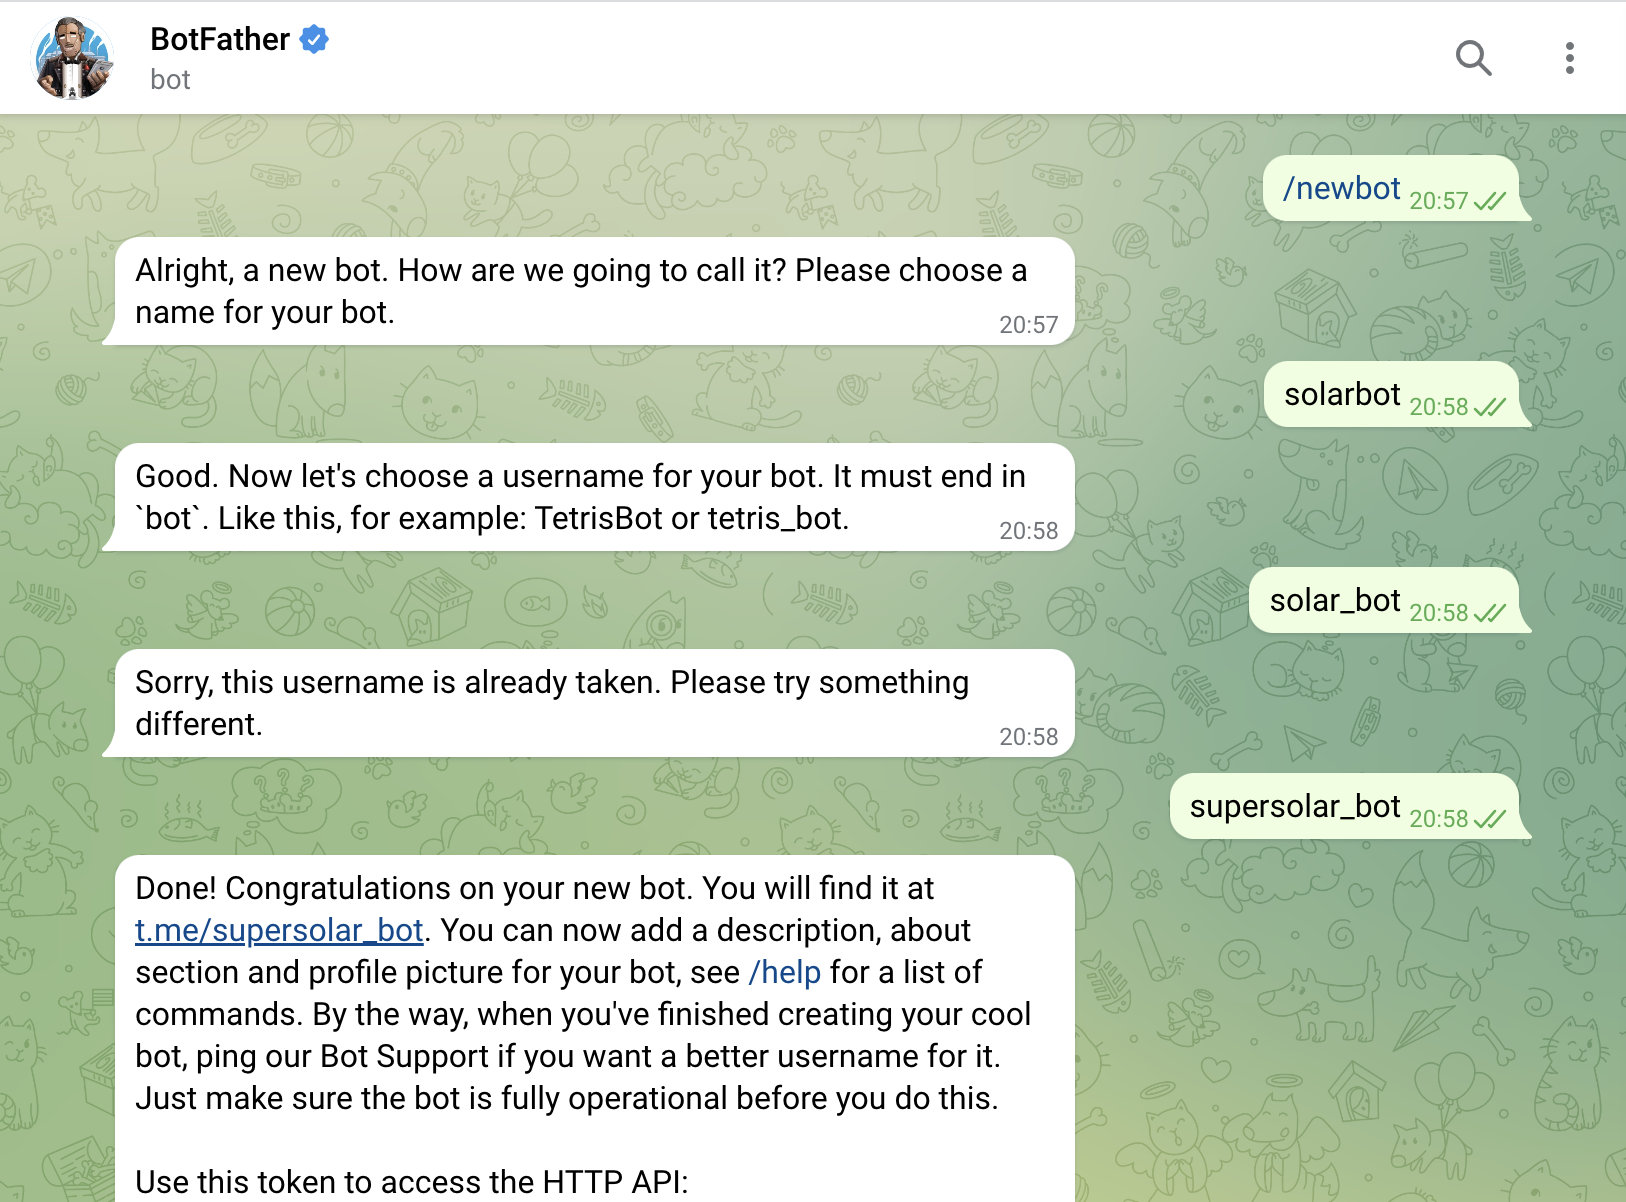 BotFather
bot
/newbot 20:57
Alright, a new bot. How are we going to call it? Please choose a
name for your bot.
20:57
solarbot 20:58
Good. Now let's choose a username for your bot. It must end in
`bot`. Like this, for example: TetrisBot or tetris_bot.
20:58
solar_bot 20:58
Sorry, this username is already taken. Please try something
different.
20:58
supersolar_bot 20:58
Done! Congratulations on your new bot. You will find it at
t.me/supersolar_bot. You can now add a description, about
section and profile picture for your bot, see /help for a list of
commands. By the way, when you've finished creating your cool
bot, ping our Bot Support if you want a better username for it.
Just make sure the bot is fully operational before you do this.
Use this token to access the HTTP API: